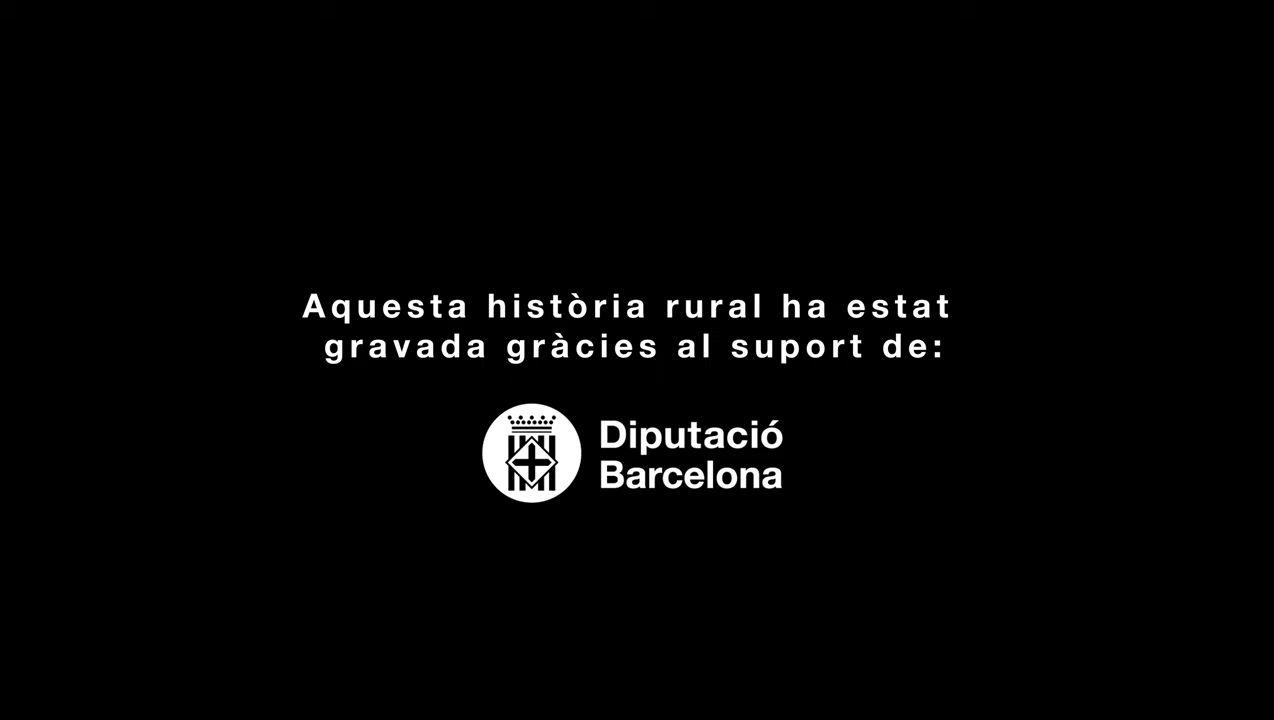 Aquesta història rural ha estat
gravada gràcies al suport de:
Diputació
Barcelona